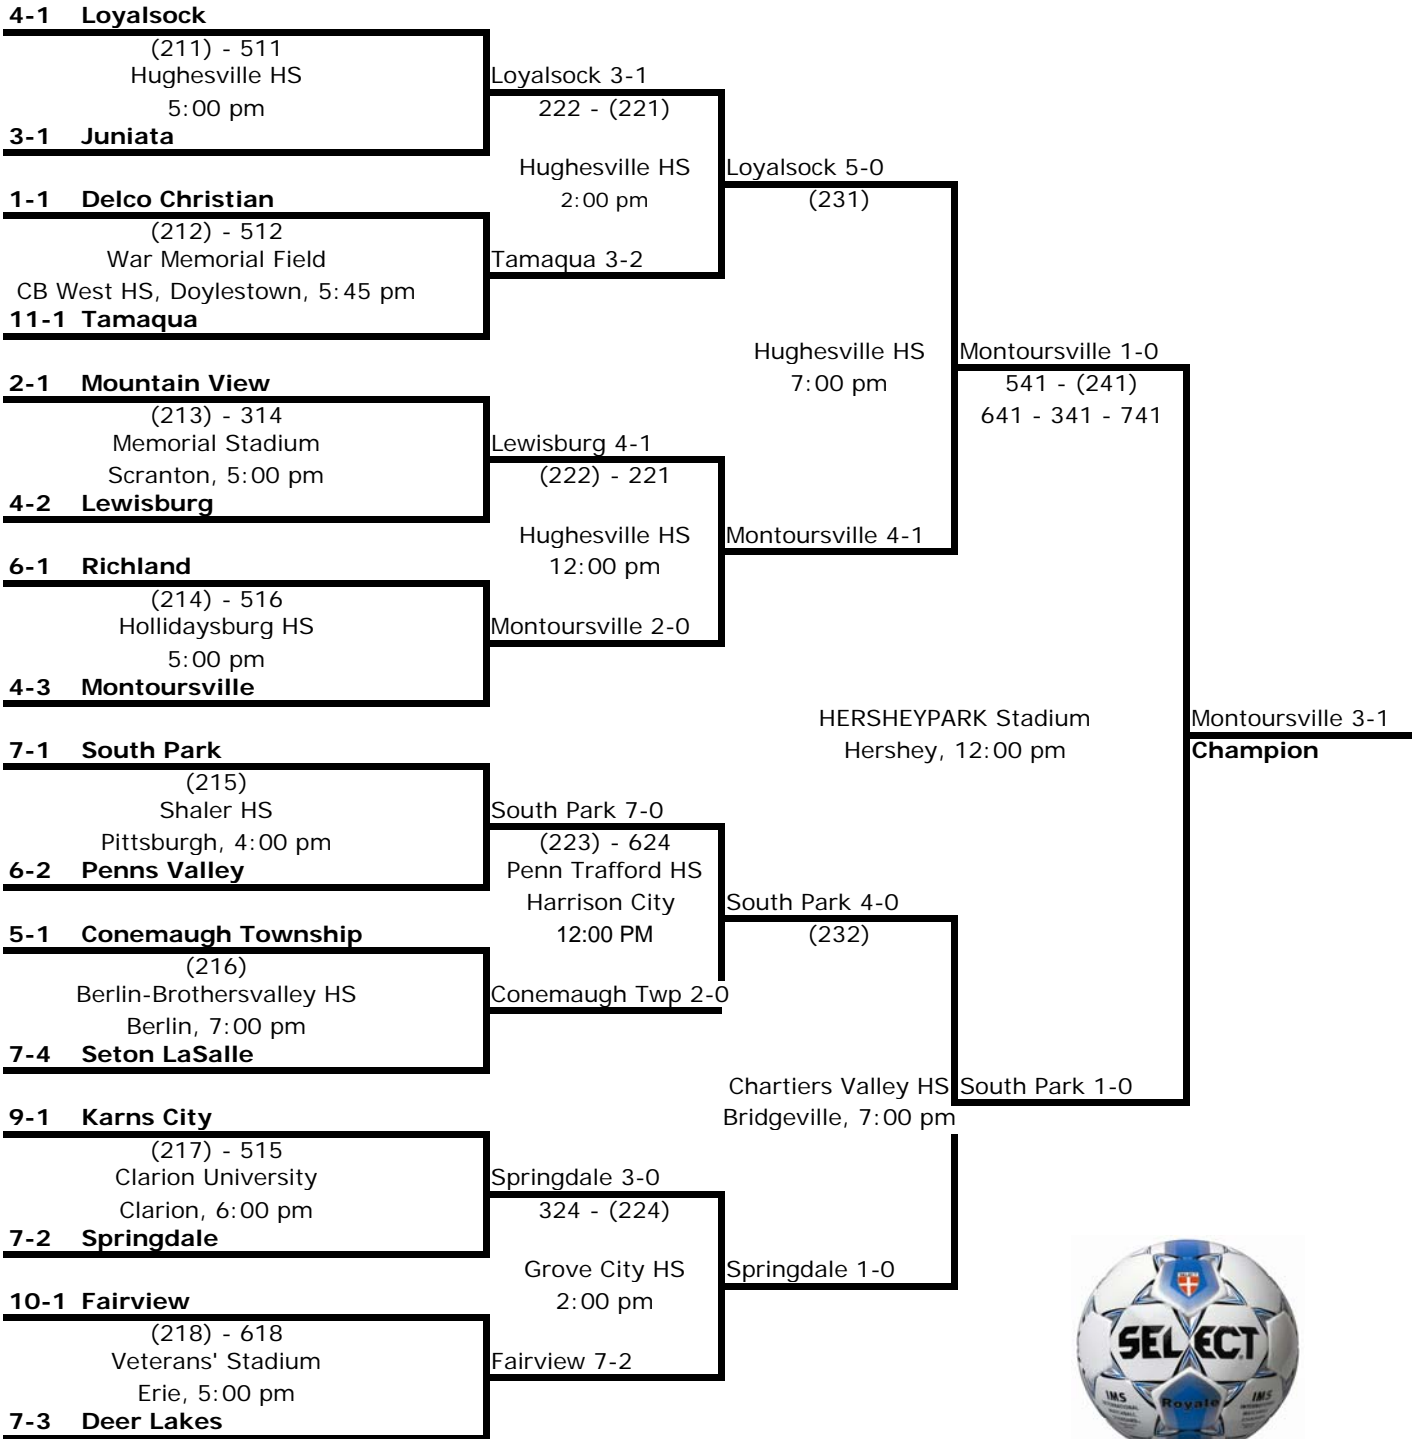 4-1 Loyalsock
(211) - 511
Hughesville HS
5:00 pm
3-1 Juniata
1-1 Delco Christian
(212) - 512
War Memorial Field
CB West HS, Doylestown, 5:45 pm
11-1 Tamaqua
2-1 Mountain View
(213) - 314
Memorial Stadium
Scranton, 5:00 pm
4-2 Lewisburg
6-1 Richland
(214) - 516
Hollidaysburg HS
5:00 pm
4-3 Montoursville
7-1 South Park
(215)
Shaler HS
Pittsburgh, 4:00 pm
6-2 Penns Valley
5-1 Conemaugh Township
(216)
Berlin-Brothersvalley HS
Berlin, 7:00 pm
7-4 Seton LaSalle
9-1 Karns City
(217) - 515
Clarion University
Clarion, 6:00 pm
7-2 Springdale
10-1 Fairview
(218) - 618
Veterans' Stadium
Erie, 5:00 pm
7-3 Deer Lakes
Loyalsock 3-1
222 - (221)
Hughesville HS
2:00 pm
Tamaqua 3-2
Lewisburg 4-1
(222) - 221
Hughesville HS
12:00 pm
Montoursville 2-0
South Park 7-0
(223) - 624
Penn Trafford HS
Harrison City
12:00 PM
Conemaugh Twp 2-0
Springdale 3-0
324 - (224)
Grove City HS
2:00 pm
Fairview 7-2
Loyalsock 5-0
(231)
Hughesville HS
7:00 pm
Montoursville 4-1
South Park 4-0
(232)
Chartiers Valley HS
Bridgeville, 7:00 pm
Springdale 1-0
Montoursville 1-0
541 - (241)
641 - 341 - 741
HERSHEYPARK Stadium
Hershey, 12:00 pm
South Park 1-0
Montoursville 3-1
Champion
SELECT
IMS
Royale
IMS